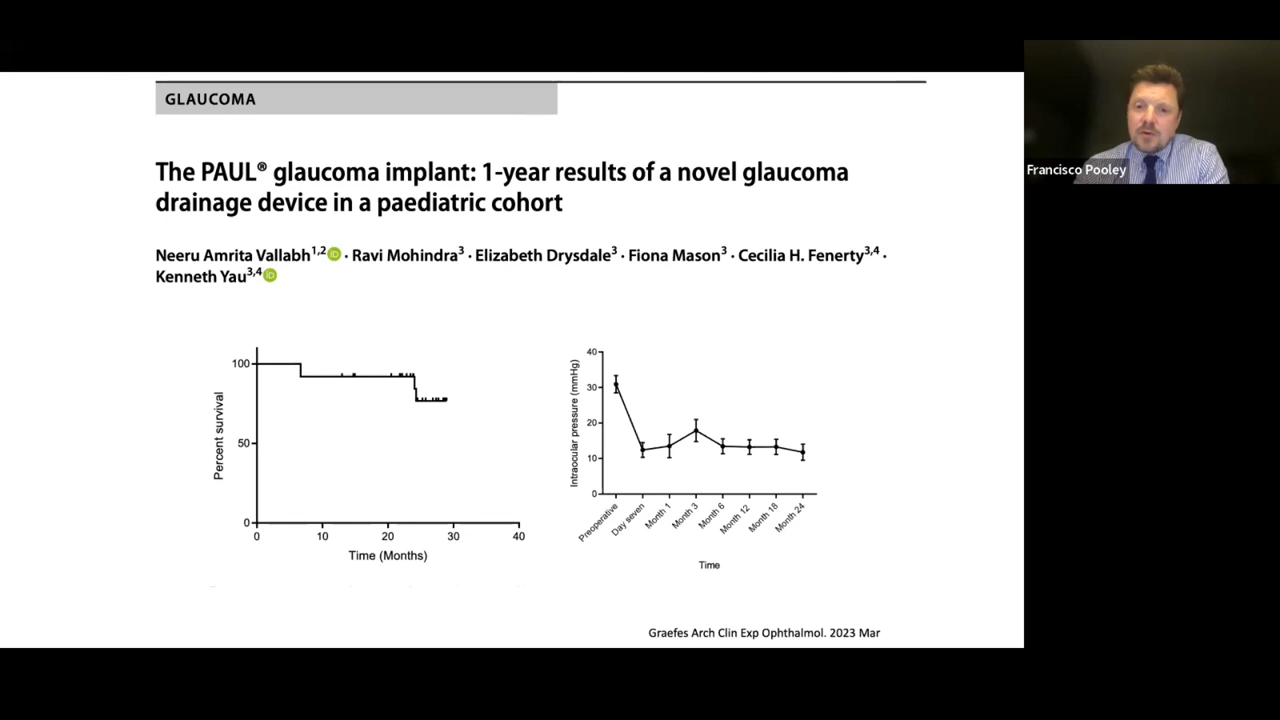 GLAUCOMA
The PAUL® glaucoma implant: 1-year results of a novel glaucoma
drainage device in a paediatric cohort
Neeru Amrita Vallabh1,2 iD · Ravi Mohindra3 · Elizabeth Drysdale3 · Fiona Mason3 · Cecilia H. Fenerty3,4 ·
Kenneth Yau3,4 iD
Percent survival
100
50
0
0 10 20 30 40
Time (Months)
Intraocular pressure (mmHg)
40
30
20
10
0
Preoperative
Day seven
Month 1
Month 3
Month 6
Month 12
Month 18
Month 24
Time
Graefes Arch Clin Exp Ophthalmol. 2023 Mar
Francisco Pooley